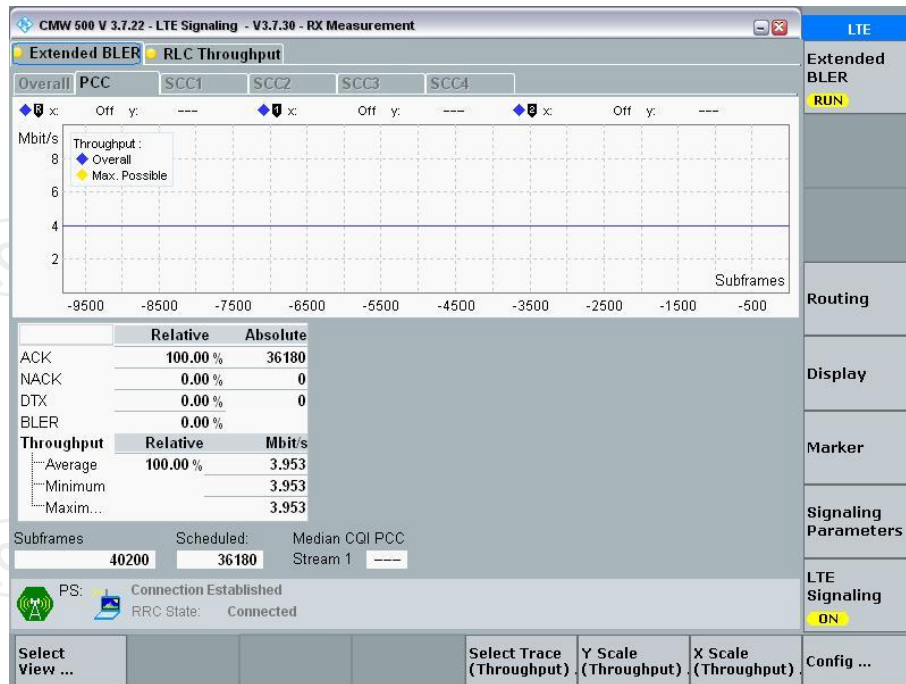 CMW 500 V 3.7.22 - LTE Signaling - V3.7.30 - RX Measurement
LTE
Extended BLER RLC Throughput
Extended BLER
RUN
Overall PCC SCC1 SCC2 SCC3 SCC4
x: Off y: --- x: Off y: --- x: Off y: ---
Mbit/s
Throughput :
Overall
Max. Possible
8
6
4
2
Subframes
-9500 -8500 -7500 -6500 -5500 -4500 -3500 -2500 -1500 -500
Routing
Relative Absolute
ACK 100.00 % 36180
NACK 0.00 % 0
DTX 0.00 % 0
BLER 0.00 %
Display
Throughput Relative Mbit/s
Average 100.00 % 3.953
Minimum 3.953
Maxim... 3.953
Marker
Signaling Parameters
Subframes Scheduled: Median CQI PCC
40200 36180 Stream 1 ---
PS: Connection Established
RRC State: Connected
LTE Signaling
ON
Select View ...
Select Trace (Throughput) .
Y Scale (Throughput) .
X Scale (Throughput) .
Config ...